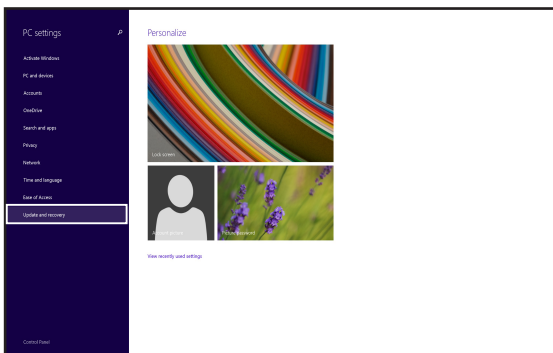 PC settings
Activate Windows
PC and devices
Accounts
OneDrive
Search and apps
Privacy
Network
Time and language
Ease of Access
Update and recovery
Control Panel
Personalize
Lock screen
Account picture
Picture password
View recently used settings